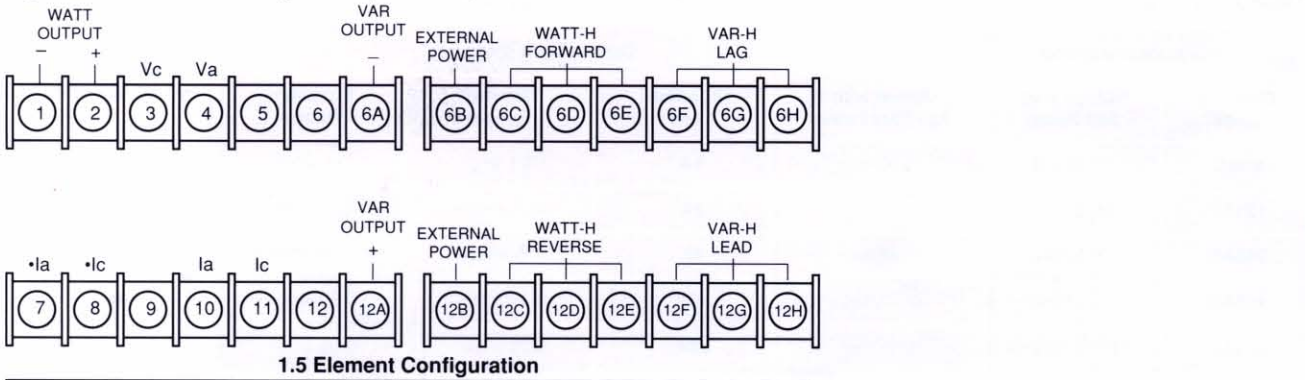 WATT
OUTPUT
− +
VAR
OUTPUT
−
EXTERNAL
POWER
WATT-H
FORWARD
VAR-H
LAG
Vc Va
1 2 3 4 5 6 6A 6B 6C 6D 6E 6F 6G 6H
VAR
OUTPUT
+
EXTERNAL
POWER
WATT-H
REVERSE
VAR-H
LEAD
•Ia •Ic Ia Ic
7 8 9 10 11 12 12A 12B 12C 12D 12E 12F 12G 12H
1.5 Element Configuration